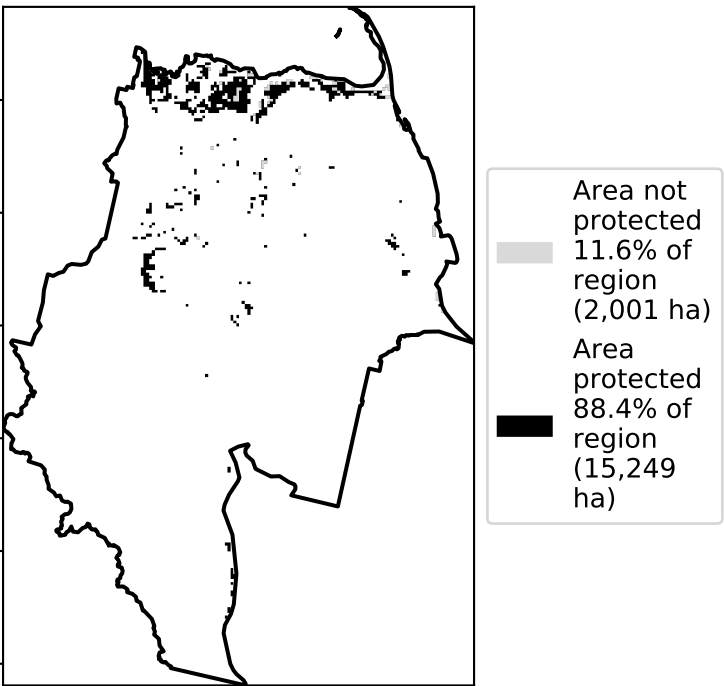 Area not
protected
11.6% of
region
(2,001 ha)
Area
protected
88.4% of
region
(15,249
ha)